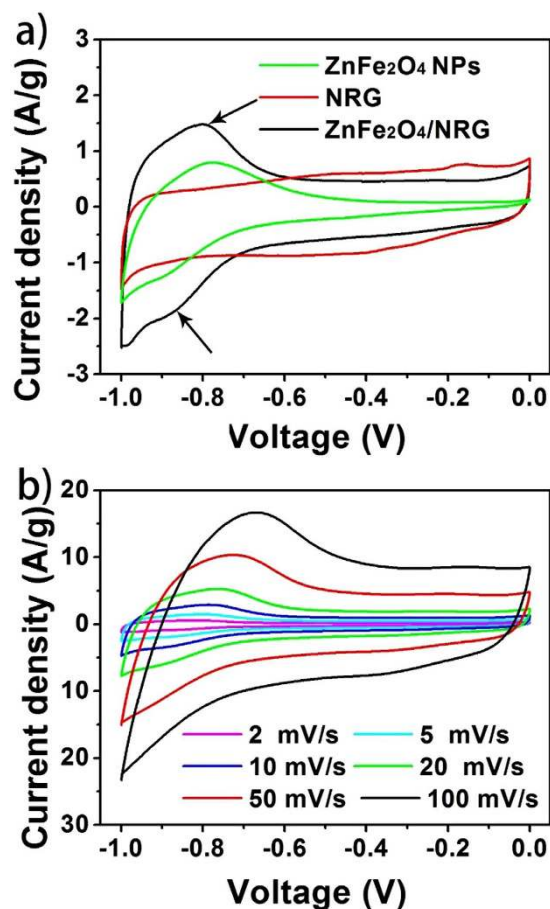 a)
Current density (A/g)
3
2
1
0
-1
-2
-3
ZnFe₂O₄ NPs
NRG
ZnFe₂O₄/NRG
-1.0 -0.8 -0.6 -0.4 -0.2 0.0
Voltage (V)
b)
Current density (A/g)
20
10
0
10
20
30
2 mV/s 5 mV/s
10 mV/s 20 mV/s
50 mV/s 100 mV/s
-1.0 -0.8 -0.6 -0.4 -0.2 0.0
Voltage (V)